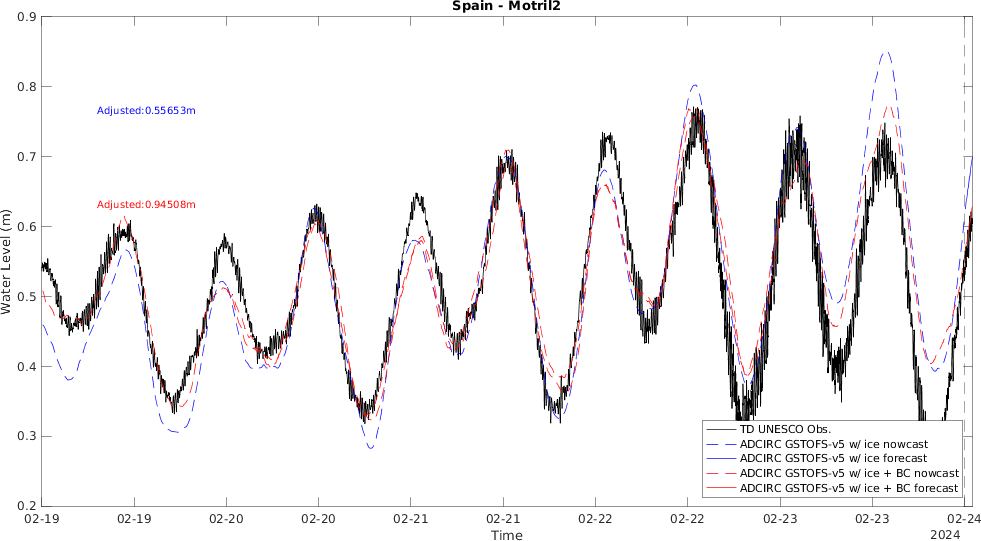 Spain - Motril2
0.9
0.8
0.7
0.6
0.5
0.4
0.3
0.2
Water Level (m)
Adjusted:0.55653m
Adjusted:0.94508m
TD UNESCO Obs.
ADCIRC GSTOFS-v5 w/ ice nowcast
ADCIRC GSTOFS-v5 w/ ice forecast
ADCIRC GSTOFS-v5 w/ ice + BC nowcast
ADCIRC GSTOFS-v5 w/ ice + BC forecast
02-19 02-19 02-20 02-20 02-21 02-21 02-22 02-22 02-23 02-23 02-24
Time
2024